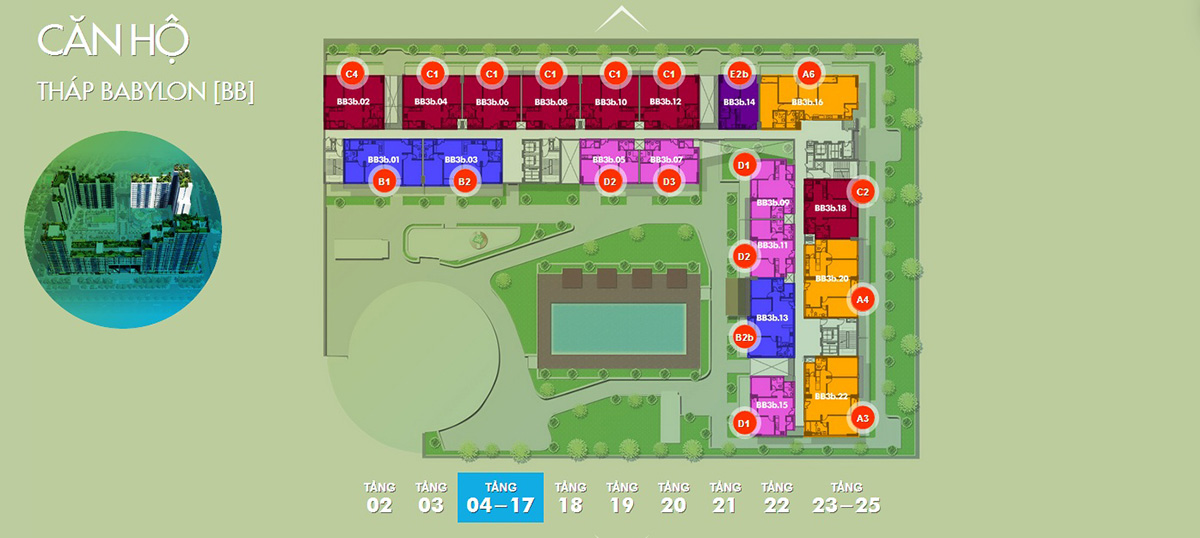 CĂN HỘ
THÁP BABYLON [BB]
C4 C1 C1 C1 C1 C1 E2b A6
BB3b.02 BB3b.04 BB3b.06 BB3b.08 BB3b.10 BB3b.12 BB3b.14 BB3b.16
BB3b.01 BB3b.03 BB3b.05 BB3b.07
B1 B2 D2 D3
D1
C2
BB3b.09
BB3b.18
BB3b.11
D2
BB3b.20
A4
BB3b.13
B2b
BB3b.22
BB3b.15
A3
D1
TẦNG TẦNG TẦNG TẦNG TẦNG TẦNG TẦNG TẦNG TẦNG
02 03 04–17 18 19 20 21 22 23–25